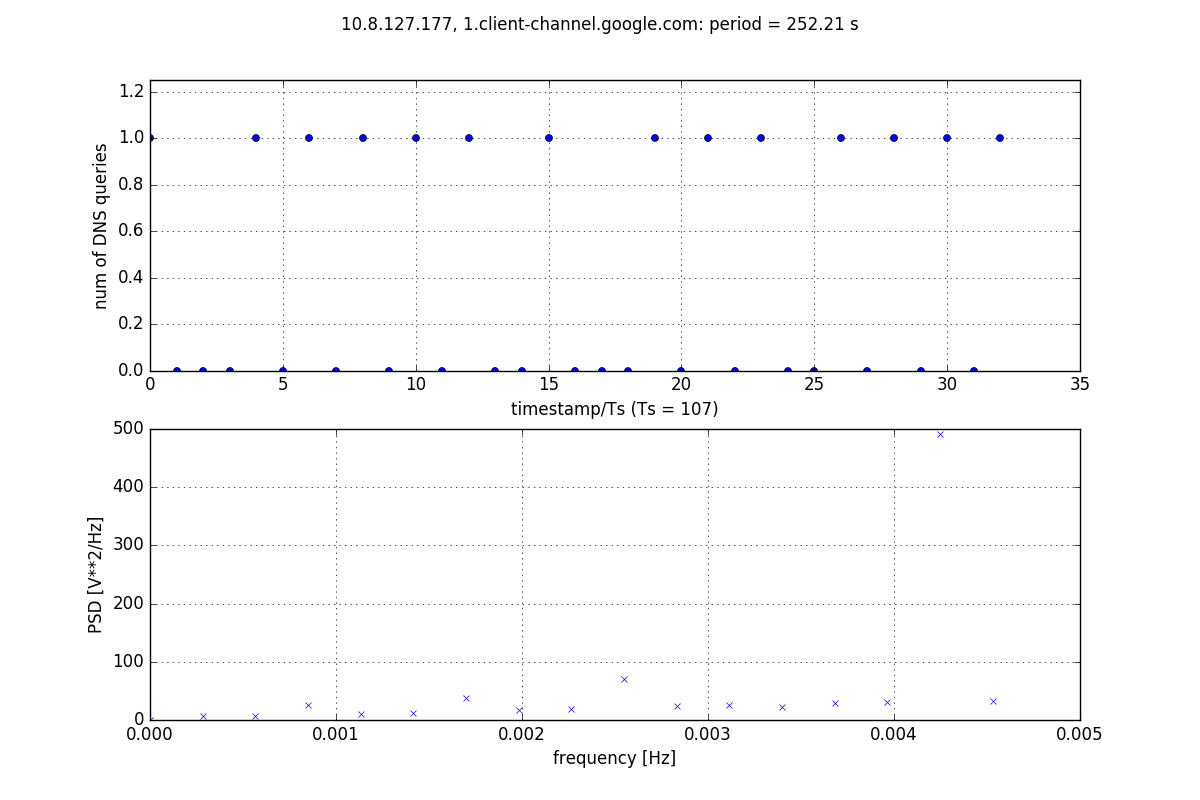 10.8.127.177, 1.client-channel.google.com: period = 252.21 s
num of DNS queries
1.2
1.0
0.8
0.6
0.4
0.2
0.0
0 5 10 15 20 25 30 35
timestamp/Ts (Ts = 107)
PSD [V**2/Hz]
500
400
300
200
100
0
0.000 0.001 0.002 0.003 0.004 0.005
frequency [Hz]